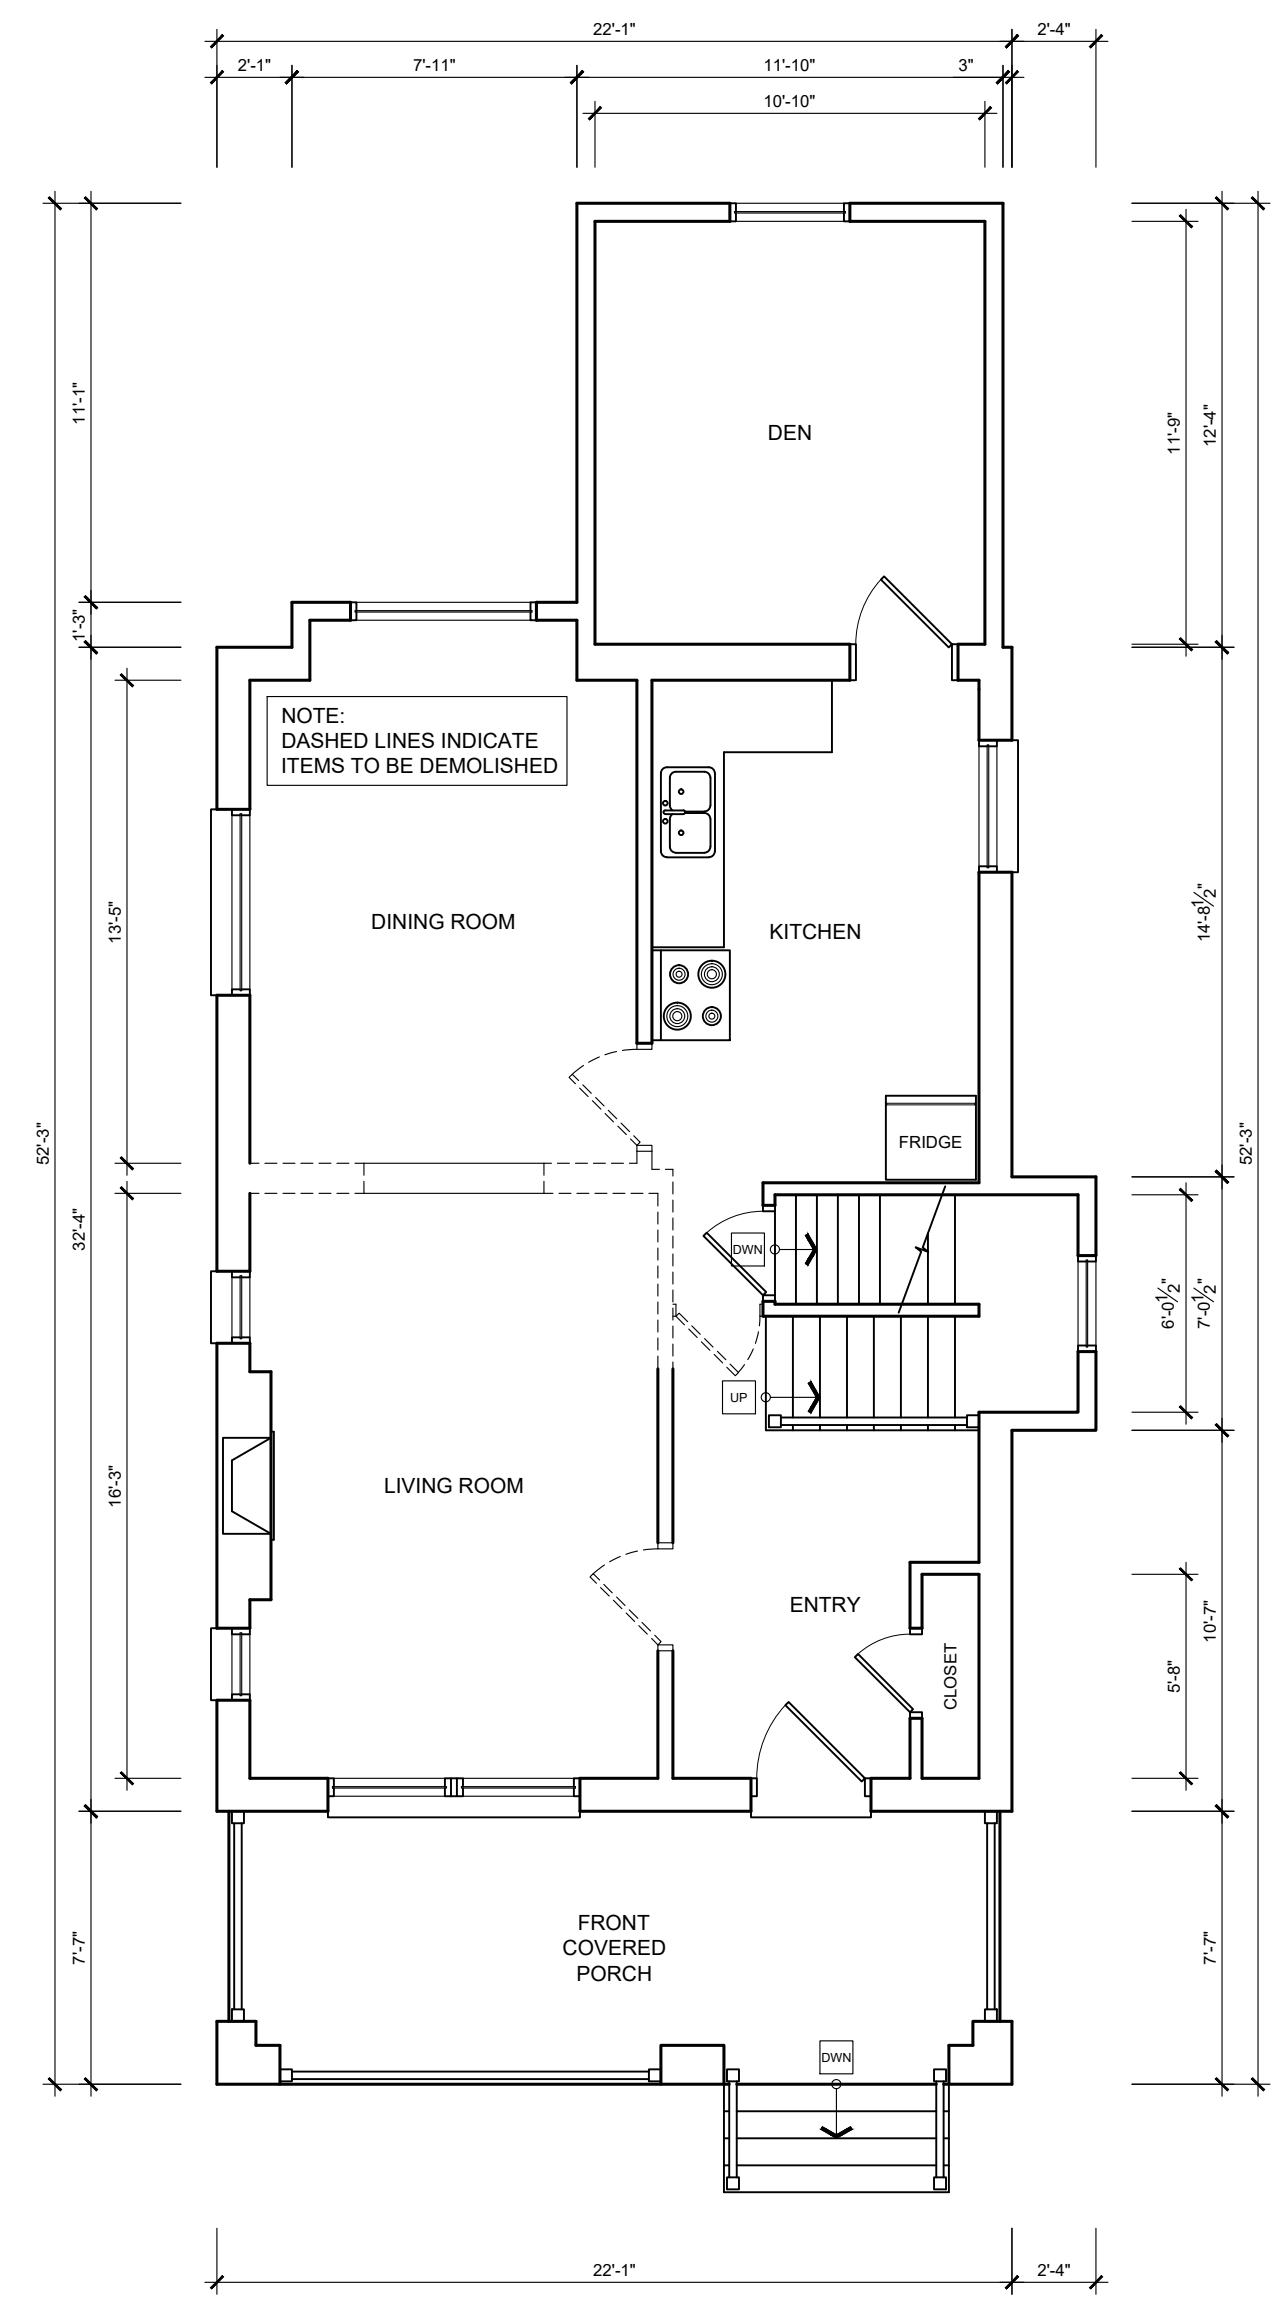 22'-1"
2'-4"
2'-1"
7'-11"
11'-10"
3"
10'-10"
11'-1"
DEN
11'-9"
12'-4"
1'-3"
NOTE:
DASHED LINES INDICATE
ITEMS TO BE DEMOLISHED
13'-5"
DINING ROOM
KITCHEN
14'-8½"
52'-3"
FRIDGE
52'-3"
32'-4"
DWN
6'-0½"
7'-0½"
UP
16'-3"
LIVING ROOM
ENTRY
CLOSET
5'-8"
10'-7"
7'-7"
FRONT
COVERED
PORCH
7'-7"
DWN
22'-1"
2'-4"